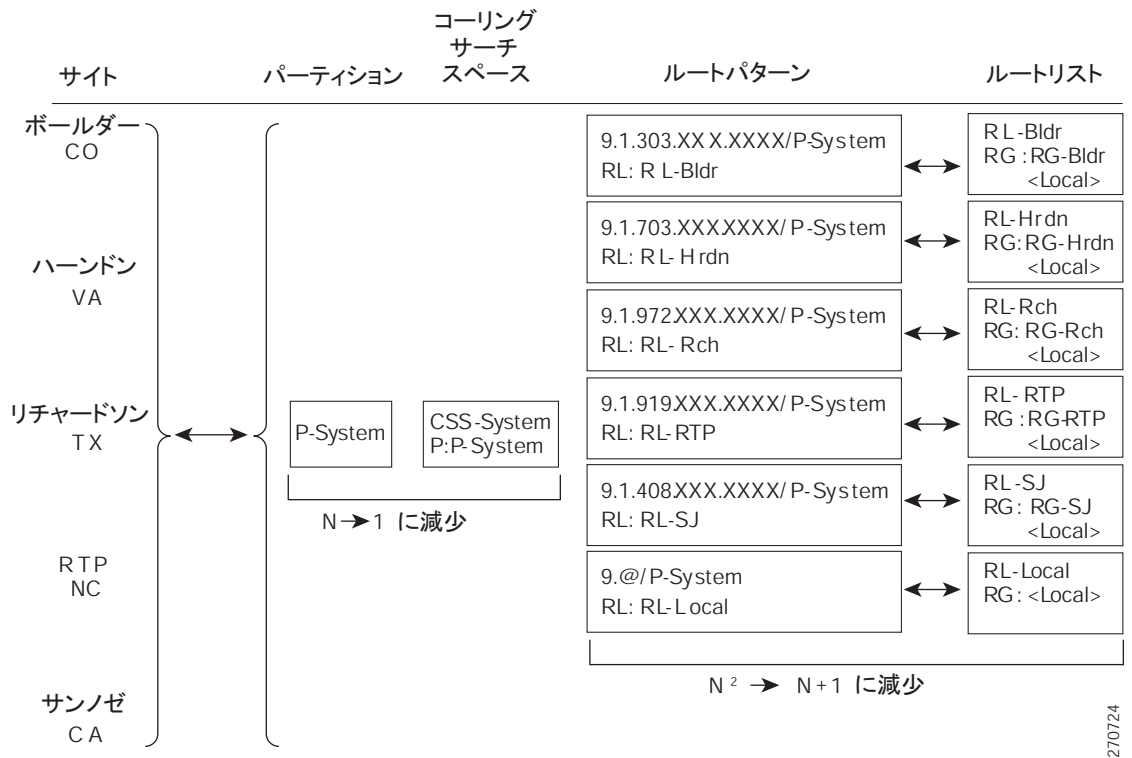 コーリング
サーチ
スペース
サイト
パーティション
ルートパターン
ルートリスト
ボールダー
CO
ハーンドン
VA
リチャードソン
TX
RTP
NC
サンノゼ
CA
P-System
CSS-System
P:P-System
N→1 に減少
9.1.303.XXX.XXXX/P-System
RL: RL-Bldr
RL-Bldr
RG:RG-Bldr
<Local>
9.1.703.XXX.XXXX/P-System
RL: RL-Hrdn
RL-Hrdn
RG:RG-Hrdn
<Local>
9.1.972.XXX.XXXX/P-System
RL: RL-Rch
RL-Rch
RG: RG-Rch
<Local>
9.1.919.XXX.XXXX/P-System
RL: RL-RTP
RL-RTP
RG:RG-RTP
<Local>
9.1.408.XXX.XXXX/P-System
RL: RL-SJ
RL-SJ
RG: RG-SJ
<Local>
9.@/P-System
RL: RL-Local
RL-Local
RG: <Local>
N² → N+1 に減少
270724